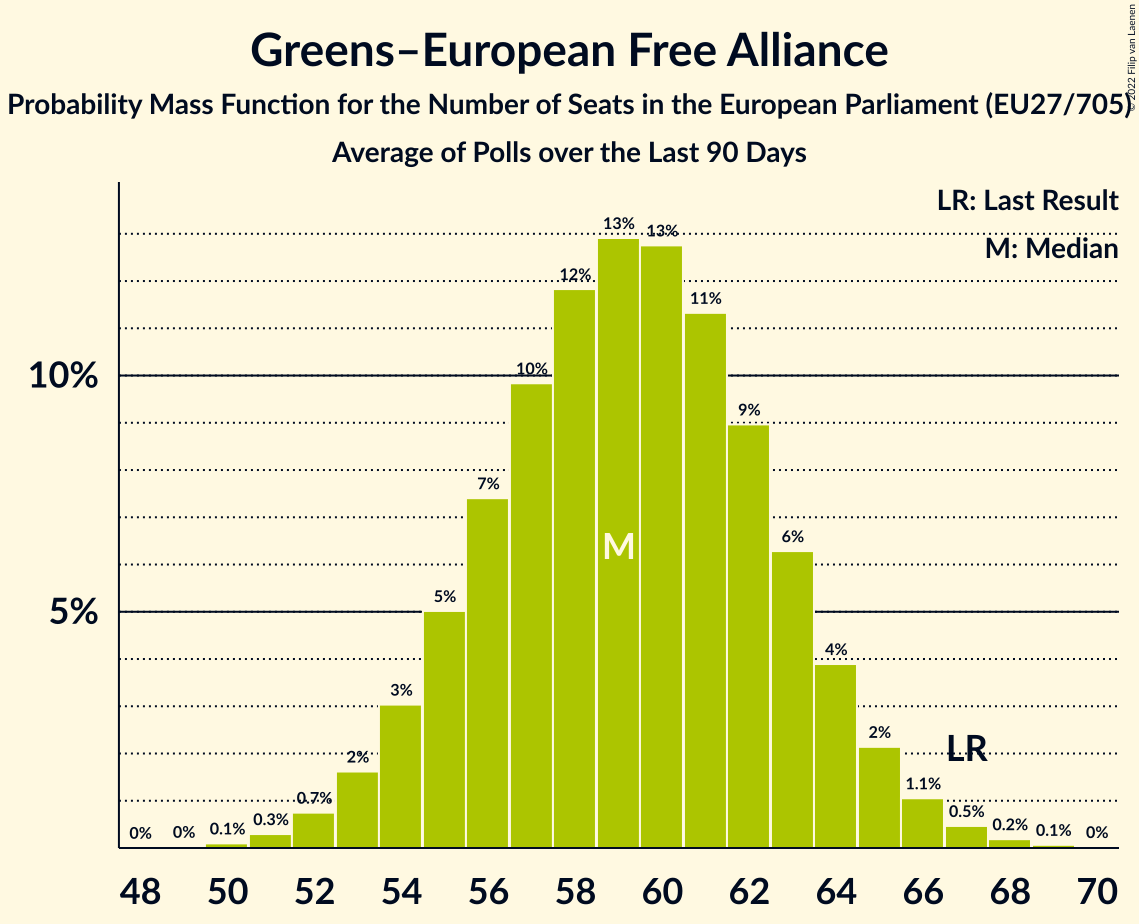 Greens–European Free Alliance
Probability Mass Function for the Number of Seats in the European Parliament (EU27/705)
Average of Polls over the Last 90 Days
© 2022 Filip van Laenen
LR: Last Result
M: Median
10%
5%
0%
0%
0.1%
0.3%
0.7%
2%
3%
5%
7%
10%
12%
13%
13%
11%
9%
6%
4%
2%
1.1%
0.5%
0.2%
0.1%
0%
M
LR
48 50 52 54 56 58 60 62 64 66 68 70